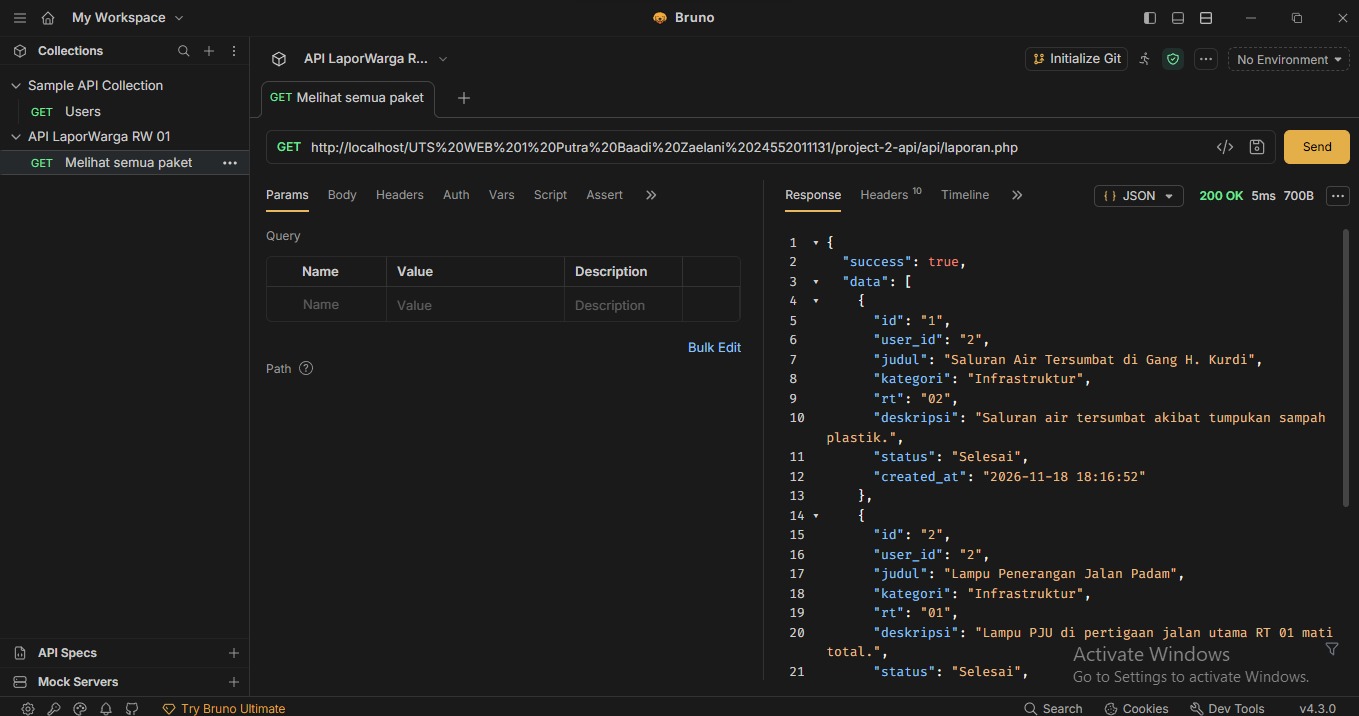 My Workspace
Bruno
Collections
API LaporWarga R...
Initialize Git
No Environment
Sample API Collection
GET Users
API LaporWarga RW 01
GET Melihat semua paket
GET Melihat semua paket
GET http://localhost/UTS%20WEB%201%20Putra%20Baadi%20Zaelani%2024552011131/project-2-api/api/laporan.php
Send
Params Body Headers Auth Vars Script Assert
Query
Name Value Description
Name Value Description
Bulk Edit
Path
Response Headers 10 Timeline
{ } JSON
200 OK 5ms 700B
1 {
2 "success": true,
3 "data": [
4 {
5 "id": "1",
6 "user_id": "2",
7 "judul": "Saluran Air Tersumbat di Gang H. Kurdi",
8 "kategori": "Infrastruktur",
9 "rt": "02",
10 "deskripsi": "Saluran air tersumbat akibat tumpukan sampah
plastik.",
11 "status": "Selesai",
12 "created_at": "2026-11-18 18:16:52"
13 },
14 {
15 "id": "2",
16 "user_id": "2",
17 "judul": "Lampu Penerangan Jalan Padam",
18 "kategori": "Infrastruktur",
19 "rt": "01",
20 "deskripsi": "Lampu PJU di pertigaan jalan utama RT 01 mati
total.",
21 "status": "Selesai",
Activate Windows
Go to Settings to activate Windows.
API Specs
Mock Servers
Try Bruno Ultimate
Search
Cookies
Dev Tools
v4.3.0